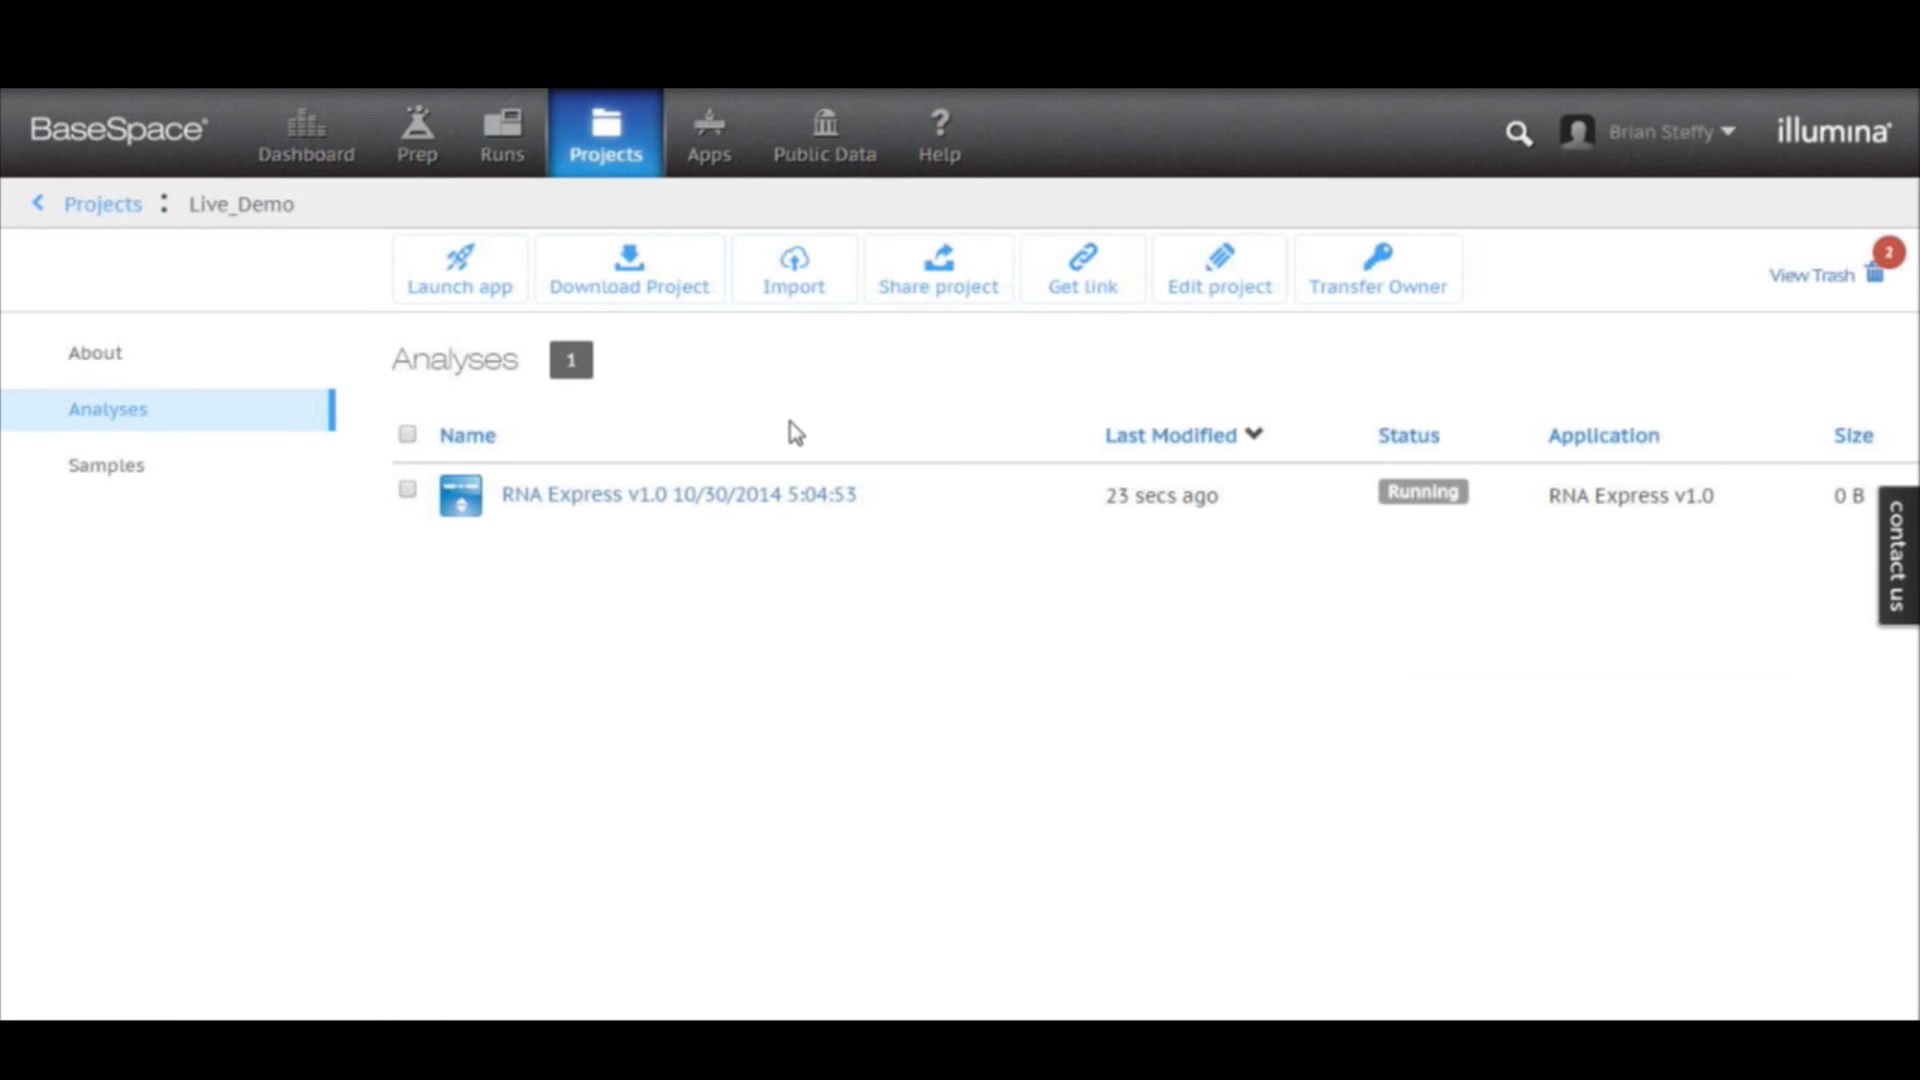 BaseSpace®
Dashboard
Prep
Runs
Projects
Apps
Public Data
Help
Brian Steffy
illumina®
Projects : Live_Demo
Launch app
Download Project
Import
Share project
Get link
Edit project
Transfer Owner
View Trash
2
About
Analyses
Samples
Analyses 1
Name Last Modified Status Application Size
RNA Express v1.0 10/30/2014 5:04:53 23 secs ago Running RNA Express v1.0 0 B
contact us